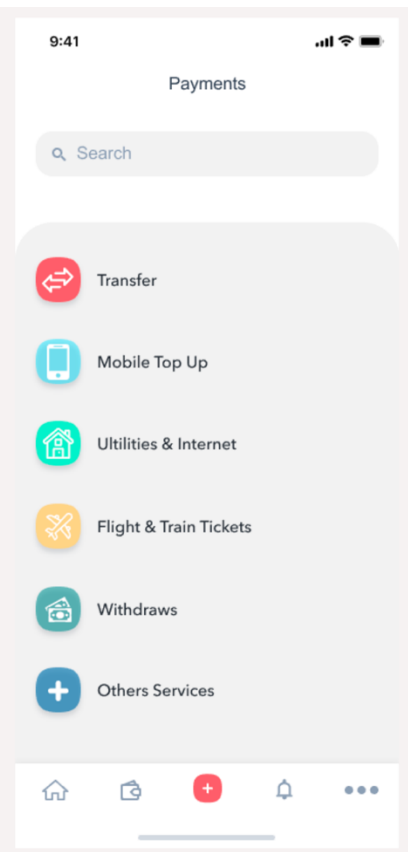 9:41
Payments
Search
Transfer
Mobile Top Up
Ultilities & Internet
Flight & Train Tickets
Withdraws
Others Services